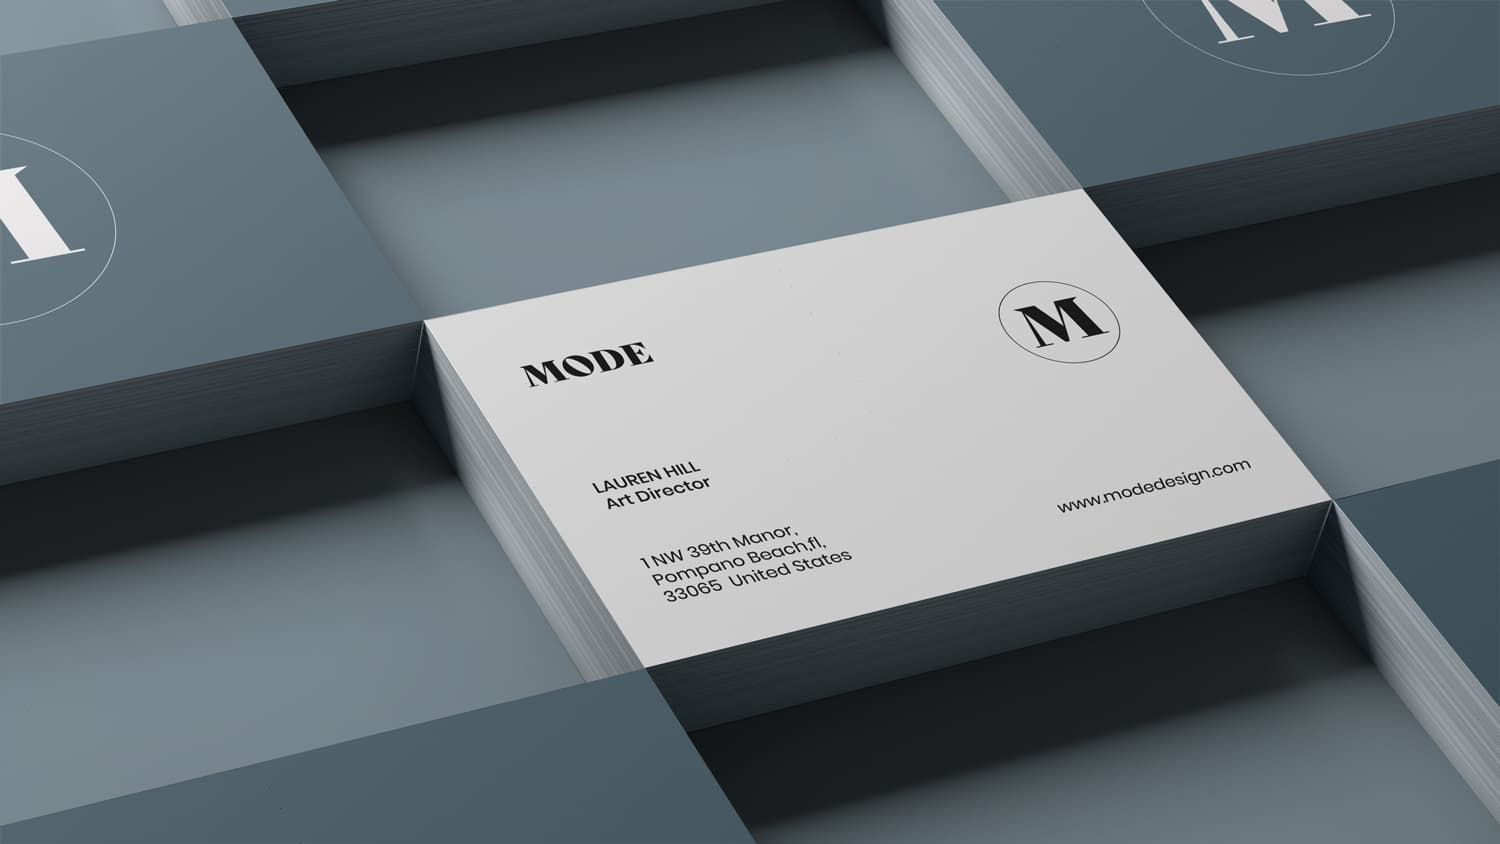 M
M
MODE
M
LAUREN HILL
Art Director
1 NW 39th Manor,
Pompano Beach,fl,
33065 United States
www.modedesign.com